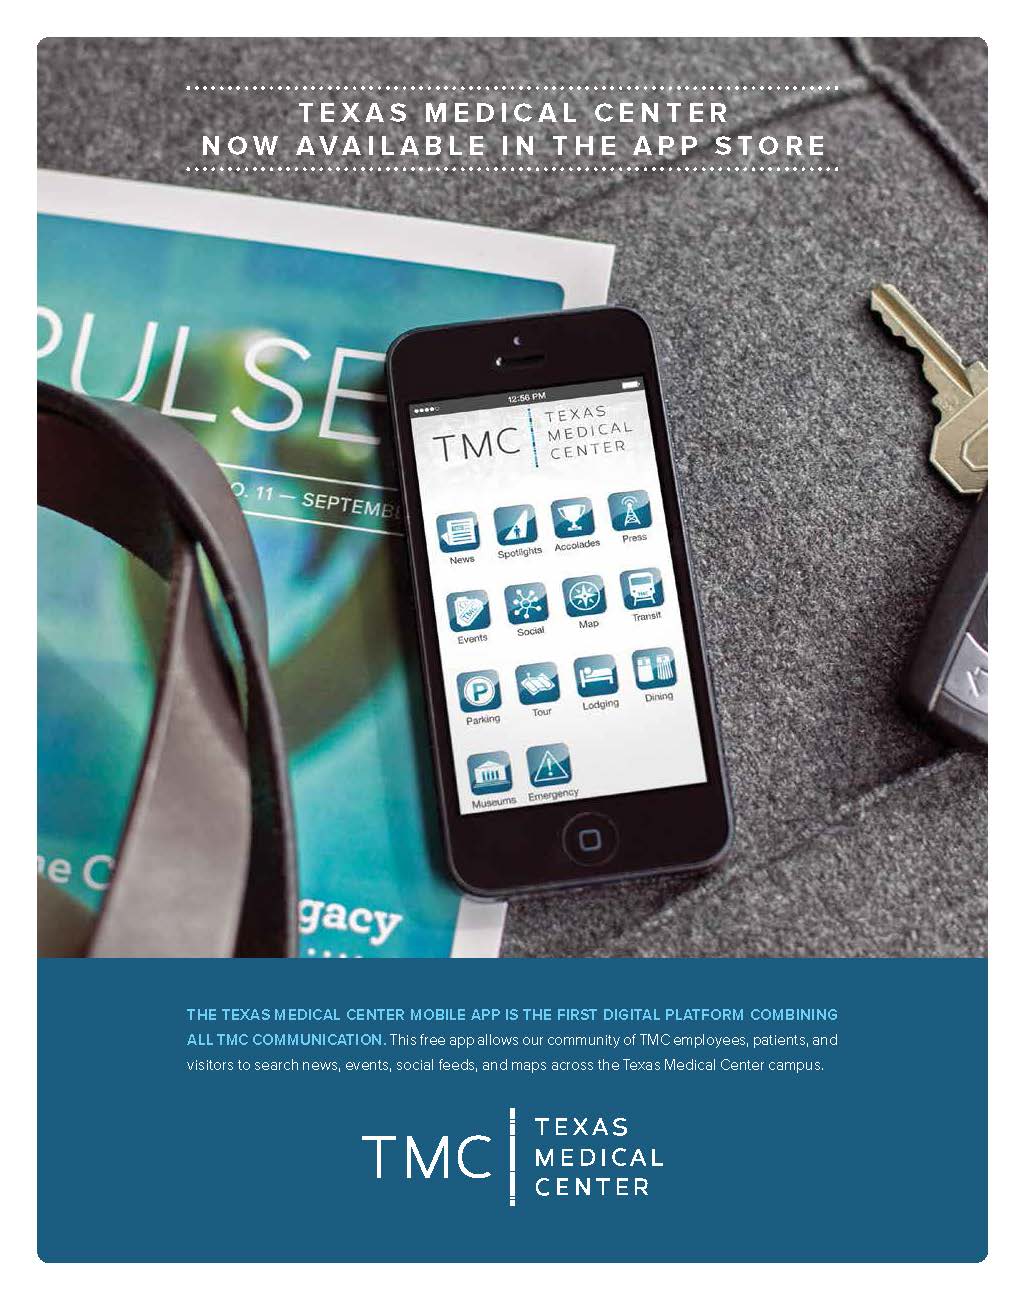 TEXAS MEDICAL CENTER
NOW AVAILABLE IN THE APP STORE
PULSE
O. 11 — SEPTEMB
12:56 PM
TMC
TEXAS
MEDICAL
CENTER
News Spotlights Accolades Press
Events Social Map Transit
Parking Tour Lodging Dining
Museums Emergency
gacy
THE TEXAS MEDICAL CENTER MOBILE APP IS THE FIRST DIGITAL PLATFORM COMBINING
ALL TMC COMMUNICATION. This free app allows our community of TMC employees, patients, and
visitors to search news, events, social feeds, and maps across the Texas Medical Center campus.
TMC
TEXAS
MEDICAL
CENTER